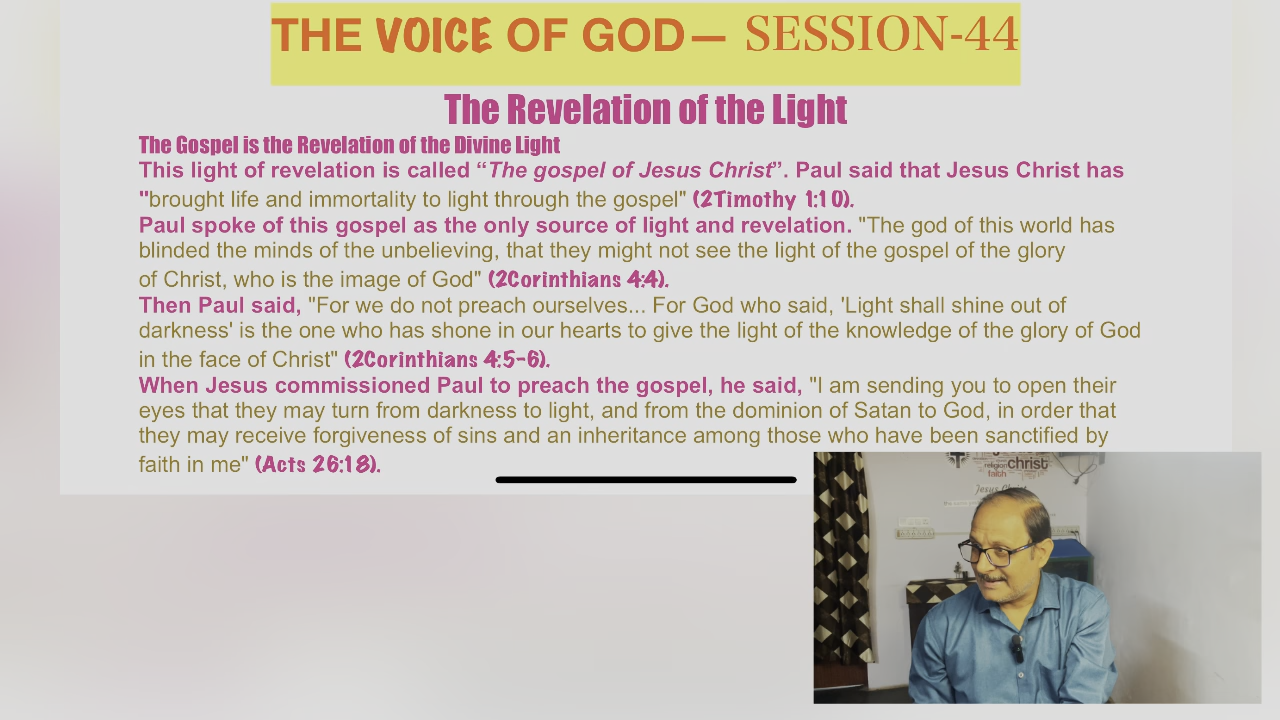 THE VOICE OF GOD— SESSION-44
The Revelation of the Light
The Gospel is the Revelation of the Divine Light
This light of revelation is called “The gospel of Jesus Christ”. Paul said that Jesus Christ has
"brought life and immortality to light through the gospel" (2Timothy 1:10).
Paul spoke of this gospel as the only source of light and revelation. "The god of this world has
blinded the minds of the unbelieving, that they might not see the light of the gospel of the glory
of Christ, who is the image of God" (2Corinthians 4:4).
Then Paul said, "For we do not preach ourselves... For God who said, 'Light shall shine out of
darkness' is the one who has shone in our hearts to give the light of the knowledge of the glory of God
in the face of Christ" (2Corinthians 4:5-6).
When Jesus commissioned Paul to preach the gospel, he said, "I am sending you to open their
eyes that they may turn from darkness to light, and from the dominion of Satan to God, in order that
they may receive forgiveness of sins and an inheritance among those who have been sanctified by
faith in me" (Acts 26:18).
religion christ
faith
Jesus Christ